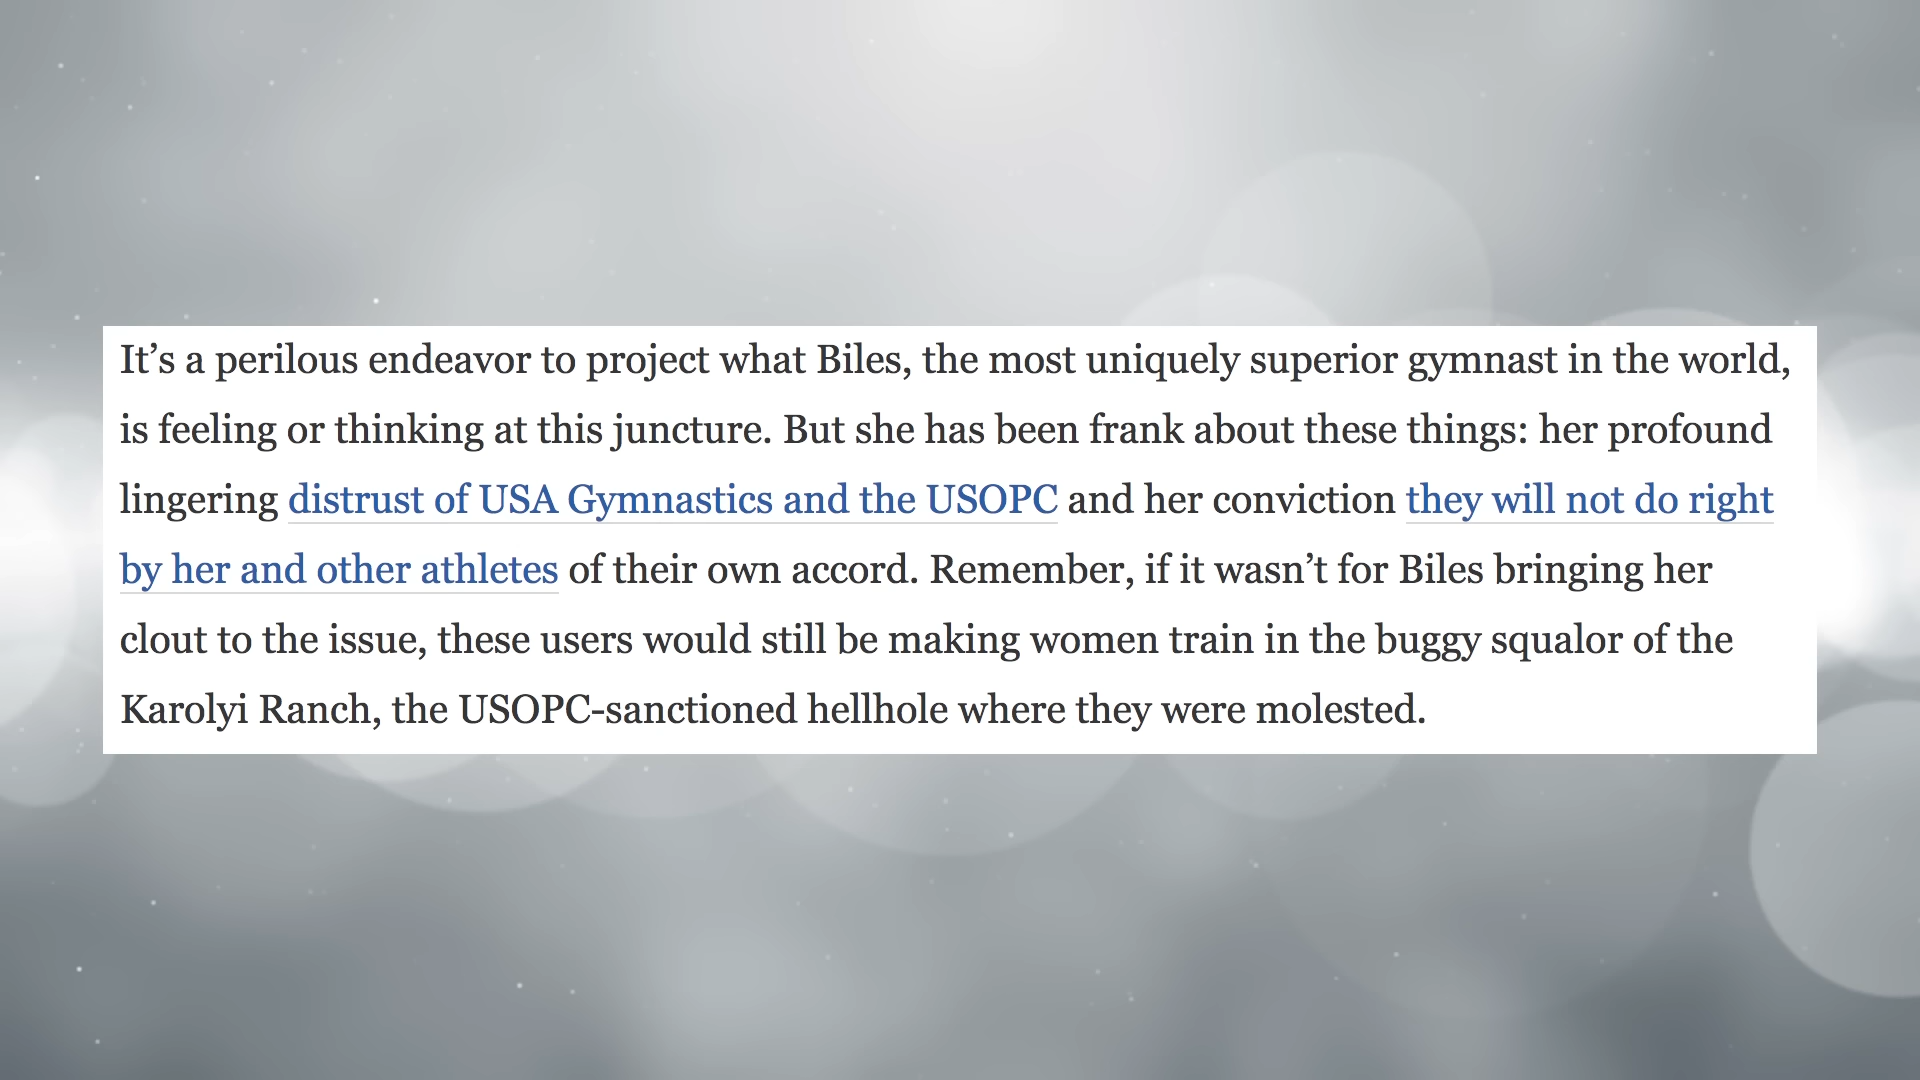 It’s a perilous endeavor to project what Biles, the most uniquely superior gymnast in the world,
is feeling or thinking at this juncture. But she has been frank about these things: her profound
lingering distrust of USA Gymnastics and the USOPC and her conviction they will not do right
by her and other athletes of their own accord. Remember, if it wasn’t for Biles bringing her
clout to the issue, these users would still be making women train in the buggy squalor of the
Karolyi Ranch, the USOPC-sanctioned hellhole where they were molested.